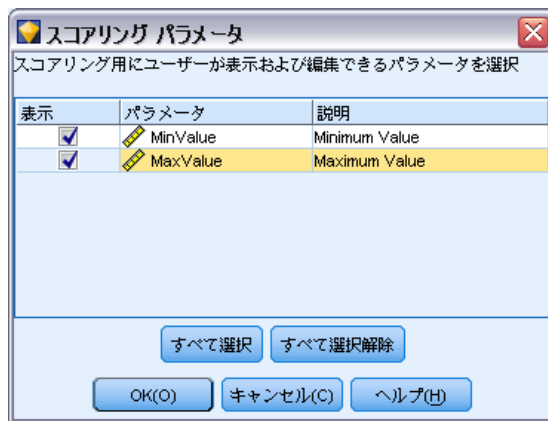 スコアリング パラメータ
スコアリング用にユーザーが表示および編集できるパラメータを選択
表示 パラメータ 説明
MinValue Minimum Value
MaxValue Maximum Value
すべて選択 すべて選択解除
OK(O) キャンセル(C) ヘルプ(H)